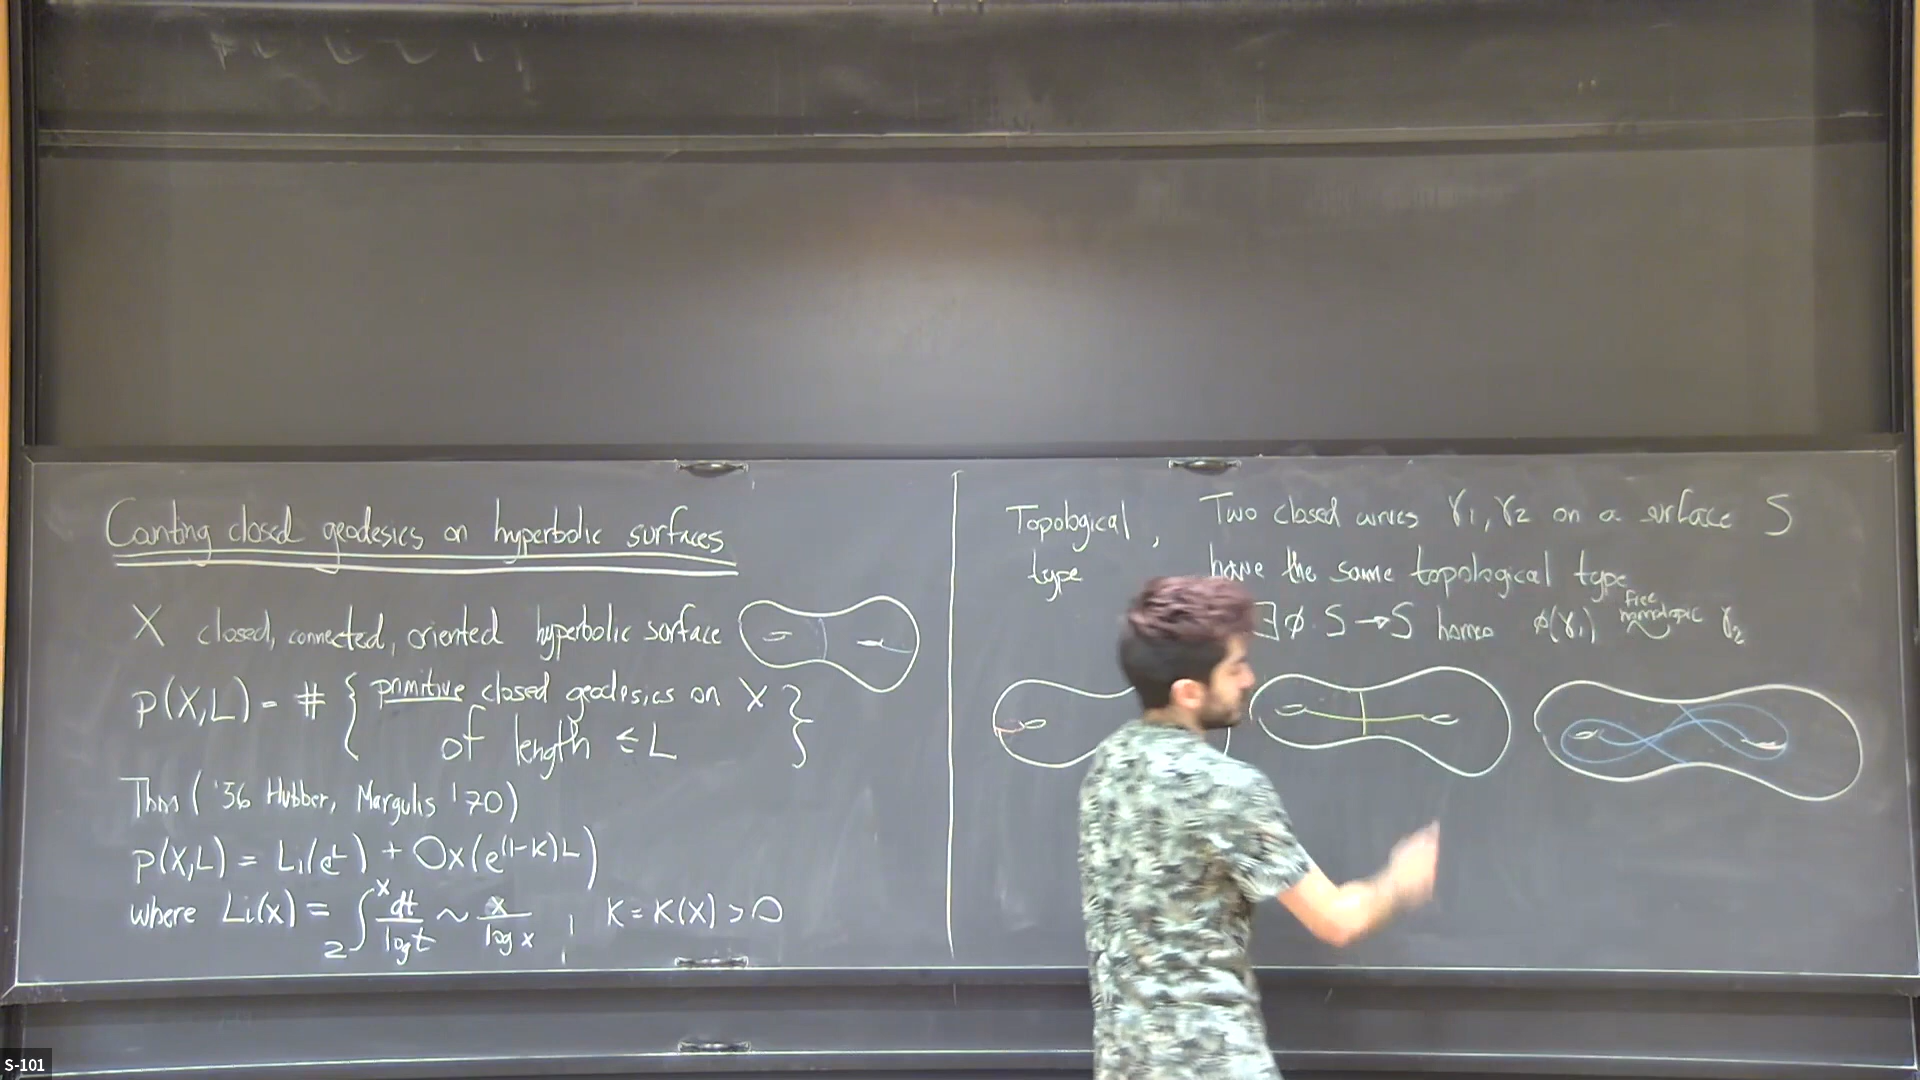 Counting closed geodesics on hyperbolic surfaces
X closed, connected, oriented hyperbolic surface
p(X,L) = # { primitive closed geodesics on X
of length ≤ L }
Thm ('56 Hubber, Margulis '70)
p(X,L) = Li(e^L) + O_X(e^{(1-K)L})
where Li(x) = ∫_2^x dt/log t ~ x/log x , K = K(X) > 0
Topological type, Two closed curves γ1, γ2 on a surface S
have the same topological type
∃ φ: S → S homeo φ(γ1) ~ free homotopic γ2
S-101